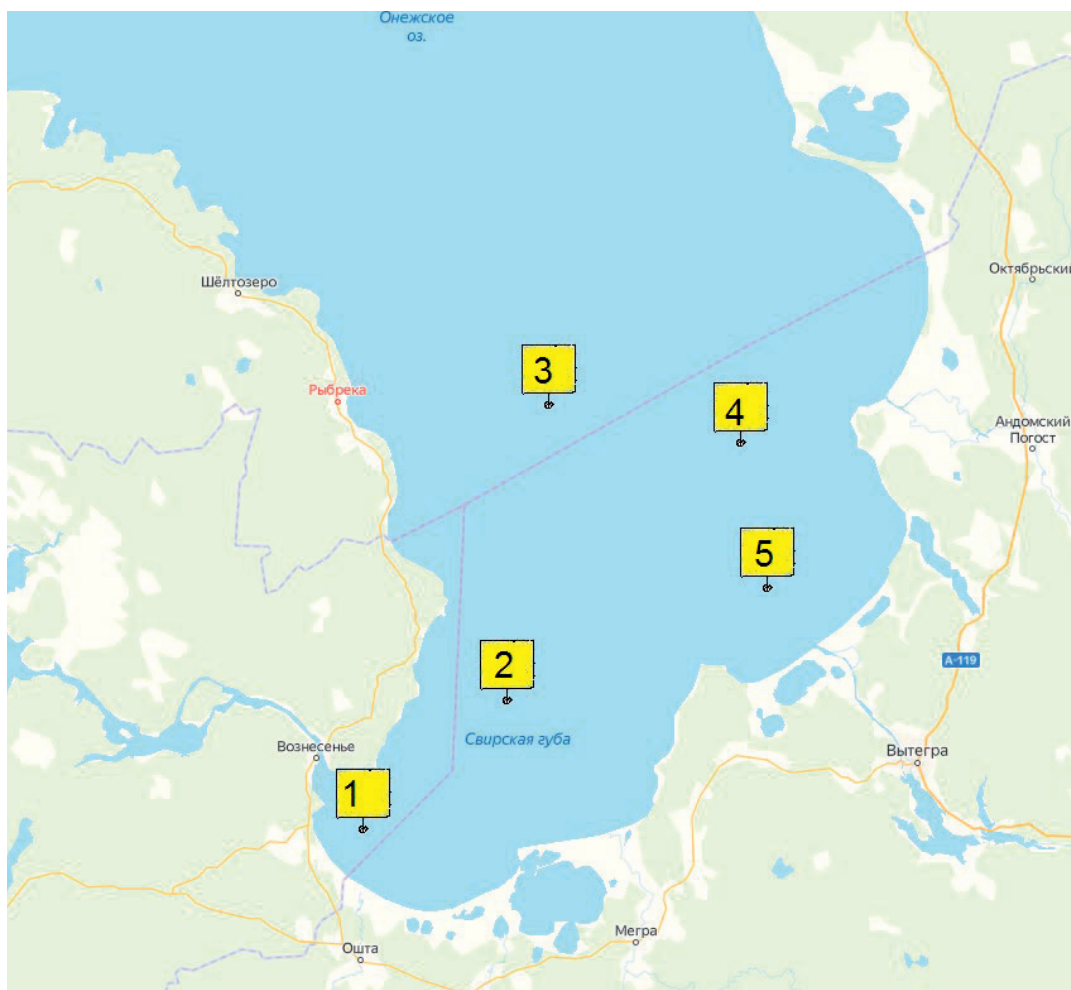 Онежское
оз.
Шёлтозеро
Октябрьский
3
Рыбрека
4
Андомский
Погост
5
А-119
2
Свирская губа
Вознесенье
Вытегра
1
Мегра
Ошта